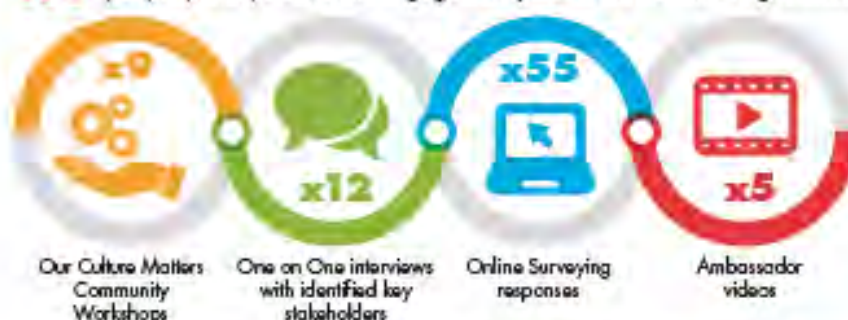 x9
x12
x55
x5
Our Culture Matters
Community
Workshops
One on One interviews
with identified key
stakeholders
Online Surveying
responses
Ambassador
videos